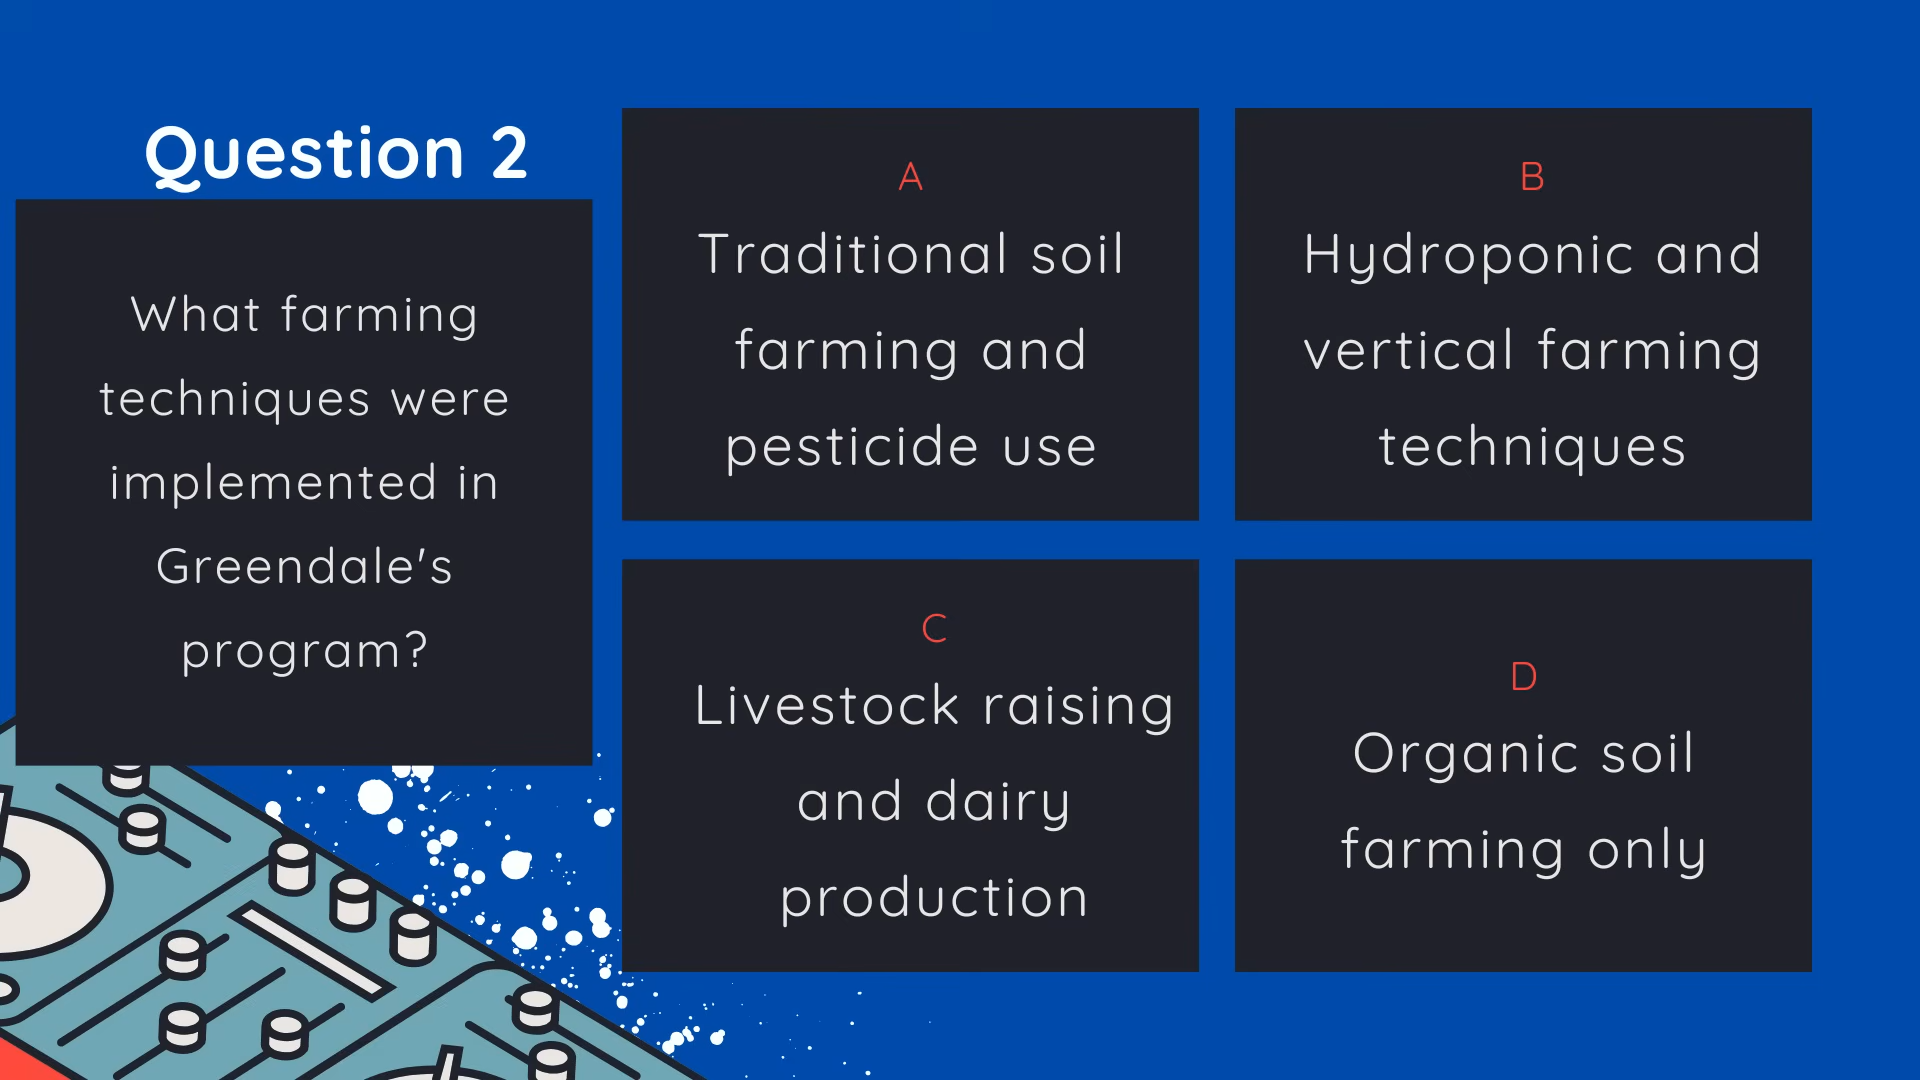 Question 2
What farming
techniques were
implemented in
Greendale's
program?
A
Traditional soil
farming and
pesticide use
B
Hydroponic and
vertical farming
techniques
C
Livestock raising
and dairy
production
D
Organic soil
farming only